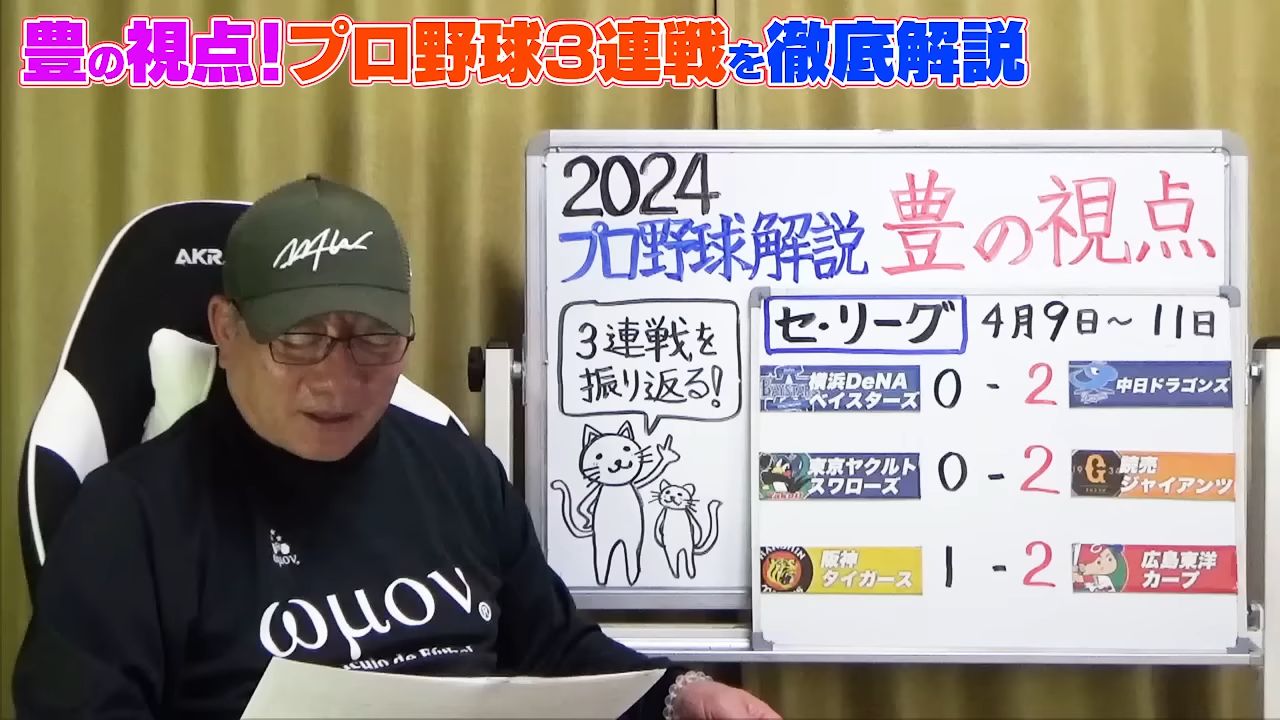 豊の視点!プロ野球3連戦を徹底解説
2024
プロ野球解説
豊の視点
3連戦を
振り返る!
セ・リーグ
4月9日~11日
横浜DeNA
ベイスターズ
0 - 2
中日ドラゴンズ
東京ヤクルト
スワローズ
0 - 2
読売
ジャイアンツ
阪神
タイガース
1 - 2
広島東洋
カープ
ωμον®